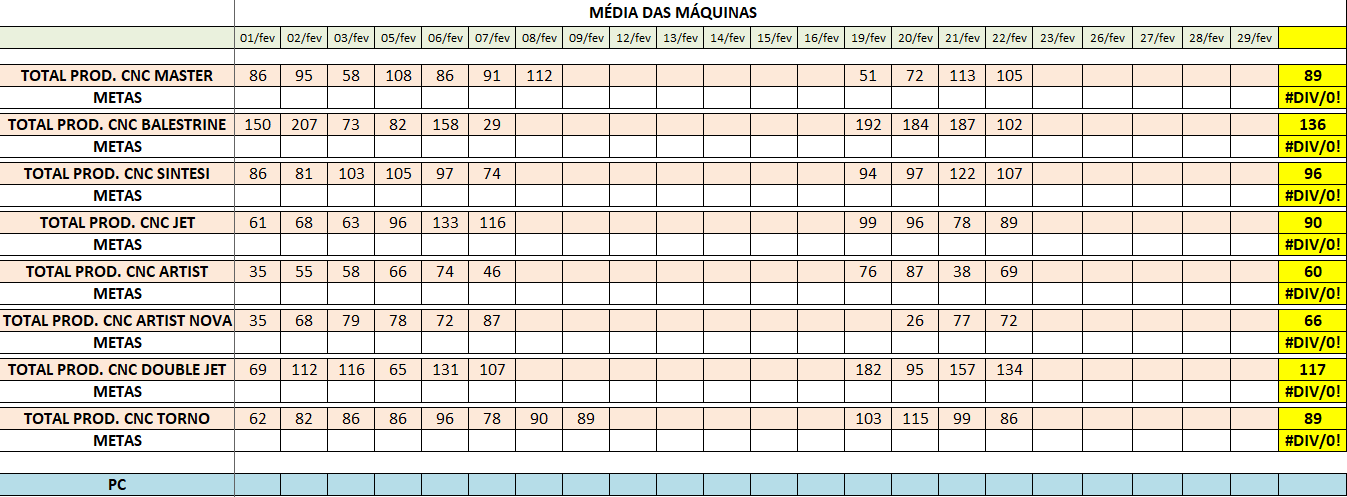 MÉDIA DAS MÁQUINAS
01/fev 02/fev 03/fev 05/fev 06/fev 07/fev 08/fev 09/fev 12/fev 13/fev 14/fev 15/fev 16/fev 19/fev 20/fev 21/fev 22/fev 23/fev 26/fev 27/fev 28/fev 29/fev
TOTAL PROD. CNC MASTER 86 95 58 108 86 91 112 51 72 113 105 89
METAS #DIV/0!
TOTAL PROD. CNC BALESTRINE 150 207 73 82 158 29 192 184 187 102 136
METAS #DIV/0!
TOTAL PROD. CNC SINTESI 86 81 103 105 97 74 94 97 122 107 96
METAS #DIV/0!
TOTAL PROD. CNC JET 61 68 63 96 133 116 99 96 78 89 90
METAS #DIV/0!
TOTAL PROD. CNC ARTIST 35 55 58 66 74 46 76 87 38 69 60
METAS #DIV/0!
TOTAL PROD. CNC ARTIST NOVA 35 68 79 78 72 87 26 77 72 66
METAS #DIV/0!
TOTAL PROD. CNC DOUBLE JET 69 112 116 65 131 107 182 95 157 134 117
METAS #DIV/0!
TOTAL PROD. CNC TORNO 62 82 86 86 96 78 90 89 103 115 99 86 89
METAS #DIV/0!
PC